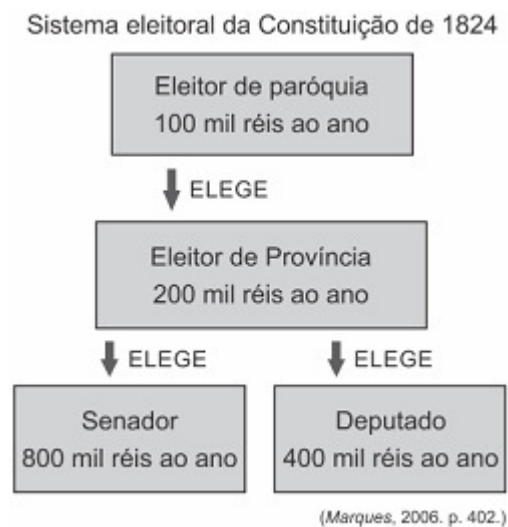 Sistema eleitoral da Constituição de 1824
Eleitor de paróquia
100 mil réis ao ano
ELEGE
Eleitor de Província
200 mil réis ao ano
ELEGE
ELEGE
Senador
800 mil réis ao ano
Deputado
400 mil réis ao ano
(Marques, 2006. p. 402.)